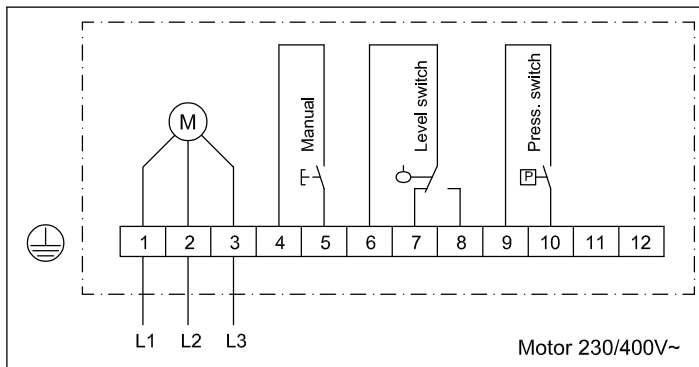 M
Manual
Level switch
Press. switch
P
1 2 3 4 5 6 7 8 9 10 11 12
L1 L2 L3
Motor 230/400V~